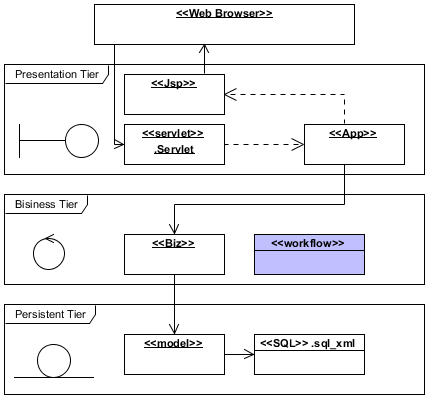 <<Web Browser>>
Presentation Tier
<<Jsp>>
<<servlet>>
.Servlet
<<App>>
Bisiness Tier
<<Biz>>
<<workflow>>
Persistent Tier
<<model>>
<<SQL>> .sql_xml